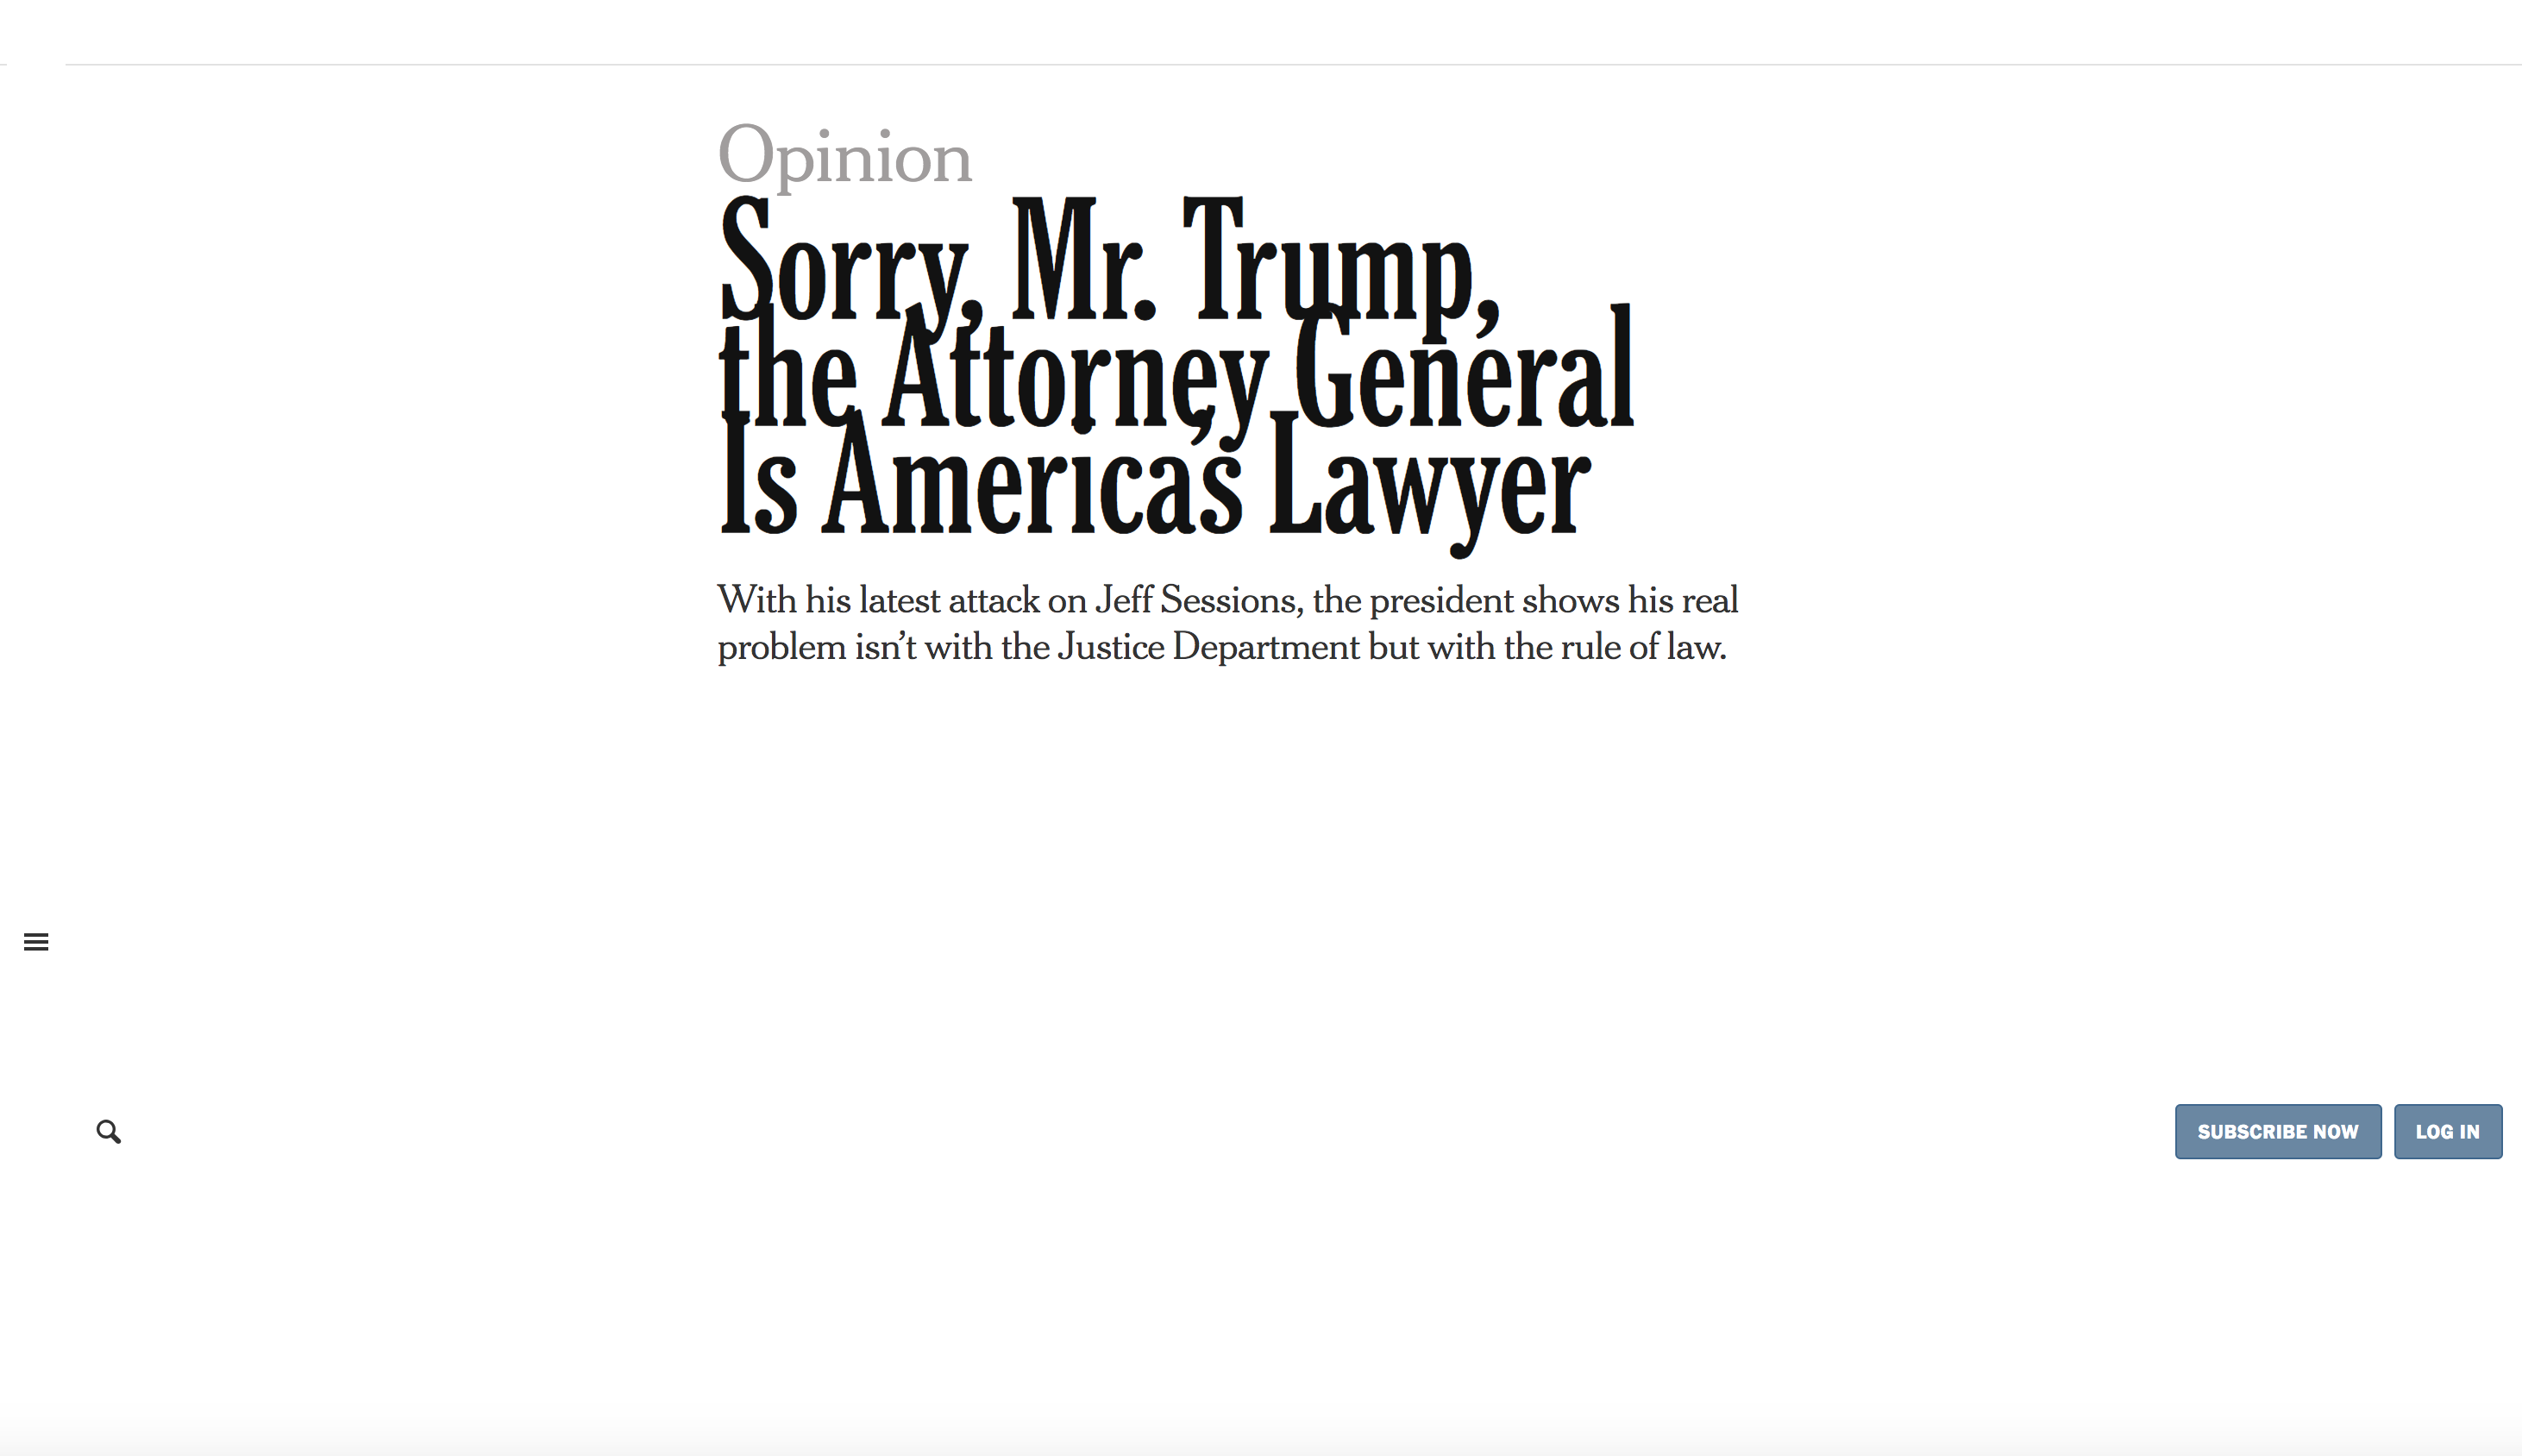 Opinion
Sorry, Mr. Trump,
the Attorney General
Is America’s Lawyer
With his latest attack on Jeff Sessions, the president shows his real
problem isn’t with the Justice Department but with the rule of law.
SUBSCRIBE NOW
LOG IN